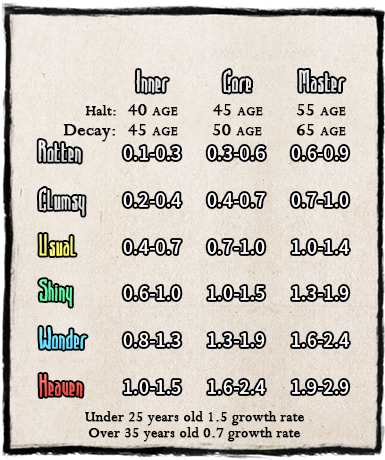 Inner Core Master
Halt: 40 AGE 45 AGE 55 AGE
Decay: 45 AGE 50 AGE 65 AGE
Rotten 0.1-0.3 0.3-0.6 0.6-0.9
Clumsy 0.2-0.4 0.4-0.7 0.7-1.0
Usual 0.4-0.7 0.7-1.0 1.0-1.4
Shiny 0.6-1.0 1.0-1.5 1.3-1.9
Wonder 0.8-1.3 1.3-1.9 1.6-2.4
Heaven 1.0-1.5 1.6-2.4 1.9-2.9
Under 25 years old 1.5 growth rate
Over 35 years old 0.7 growth rate